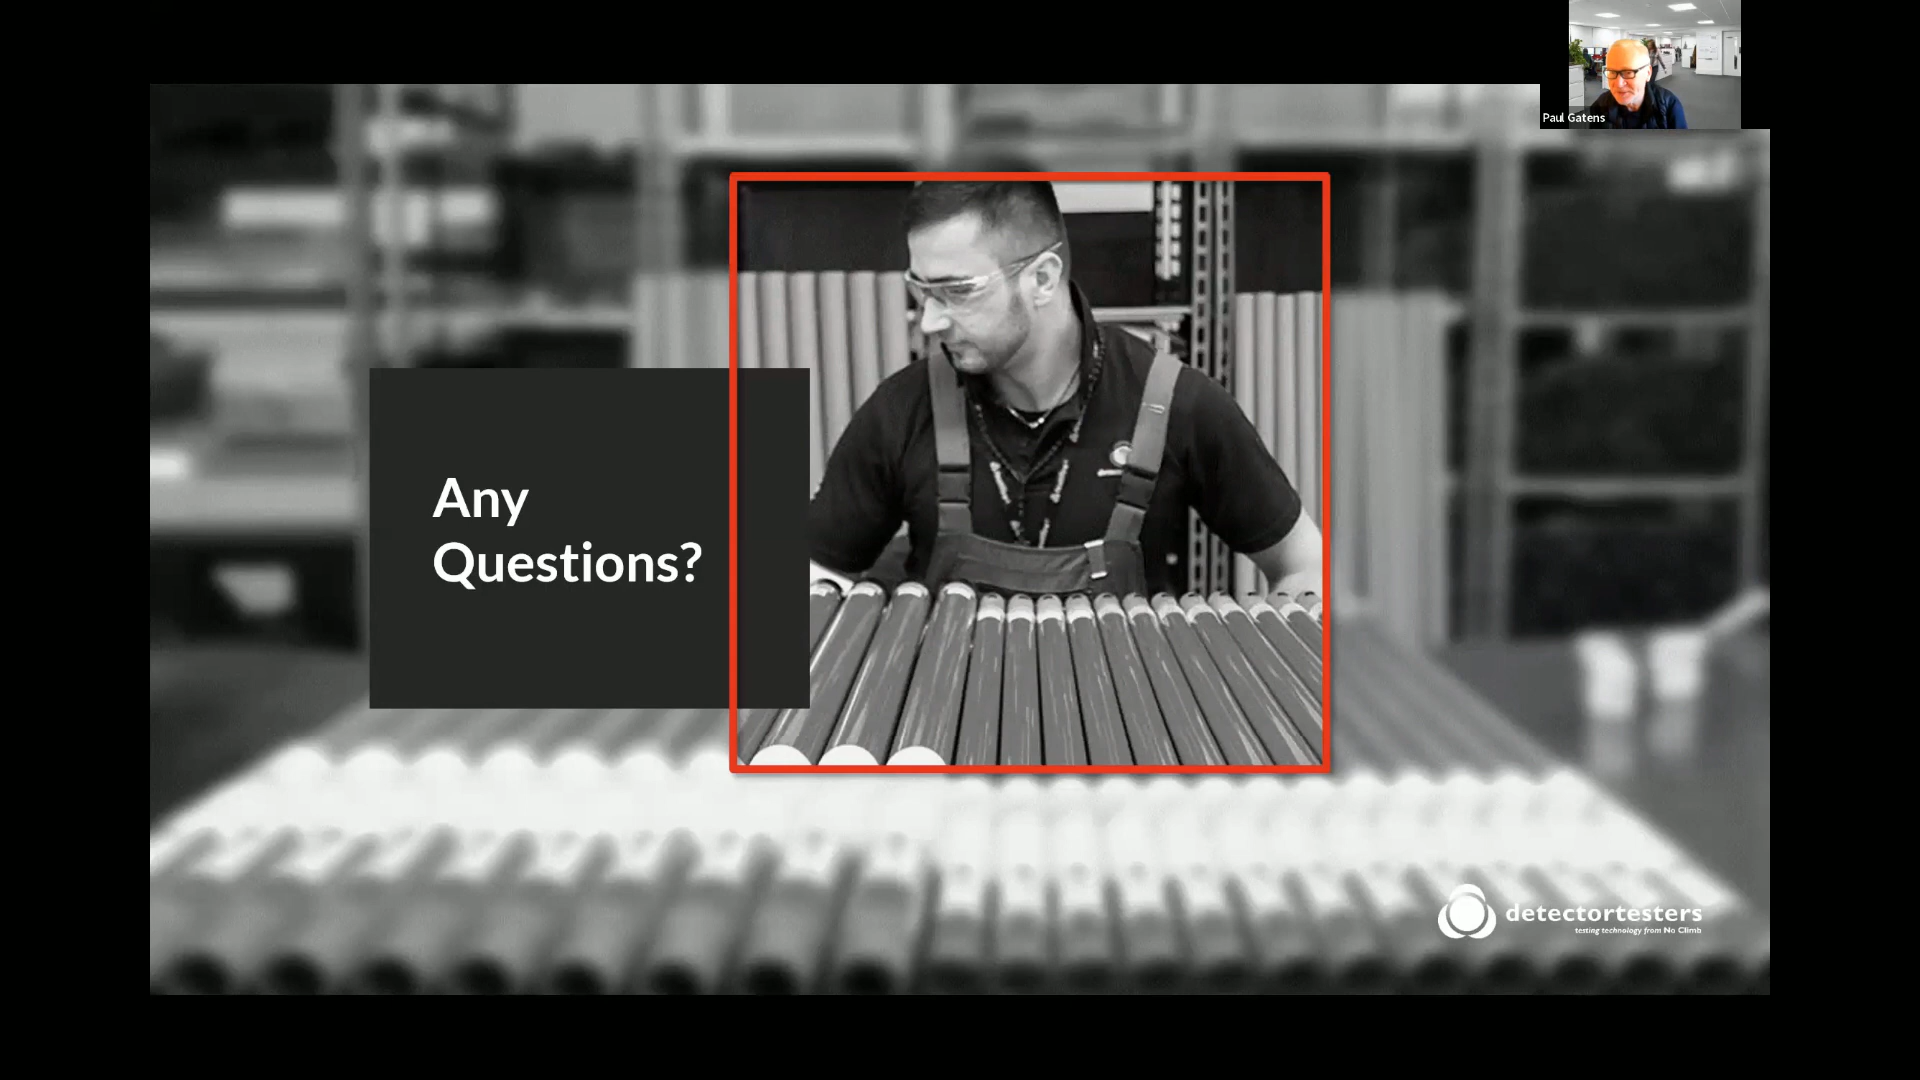 Paul Gatens
Any
Questions?
detectortesters
testing technology from No Climb